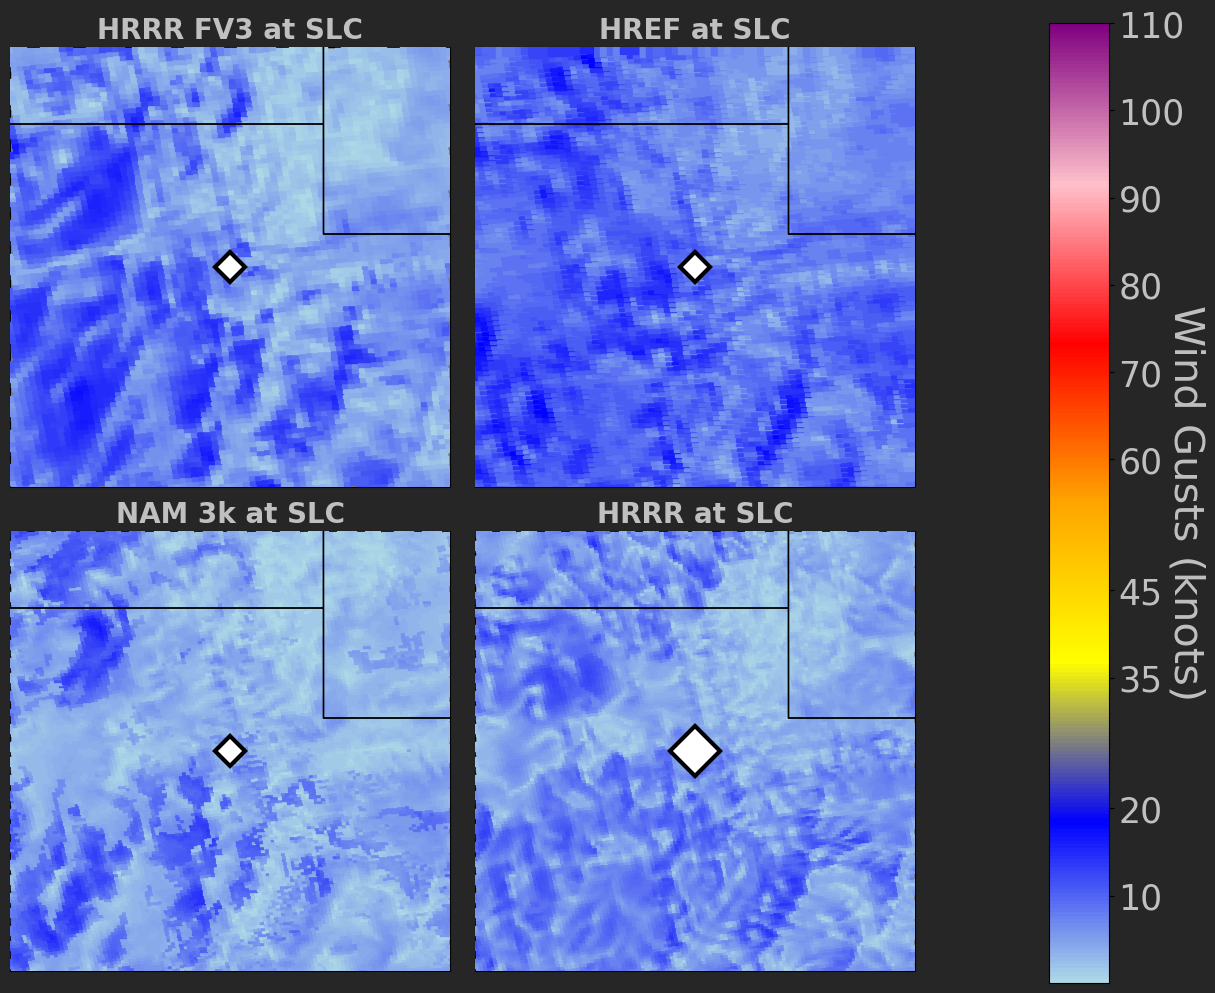 HRRR FV3 at SLC
HREF at SLC
NAM 3k at SLC
HRRR at SLC
110
100
90
80
70
60
45
35
20
10
Wind Gusts (knots)